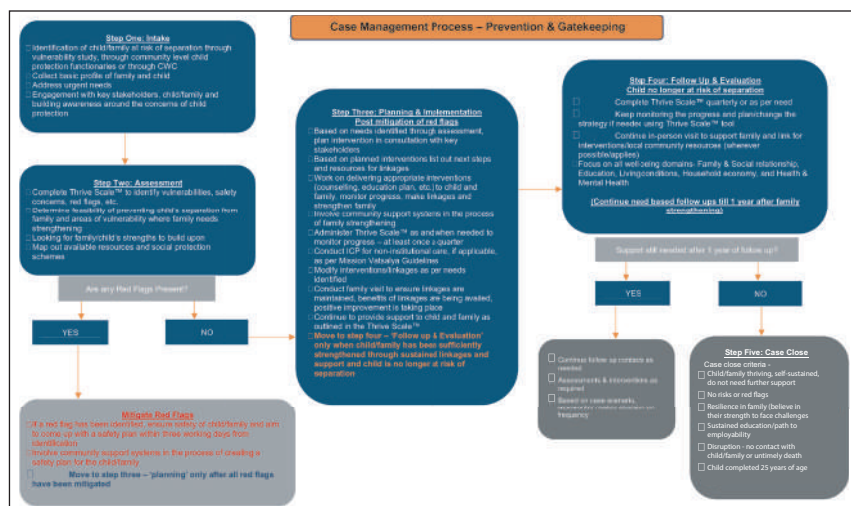 Case Management Process – Prevention & Gatekeeping
Step One: Intake
Identification of child/family at risk of separation through
vulnerability study, through community level child
protection functionaries or through CWC
Collect basic profile of family and child
Address urgent needs
Engagement with key stakeholders, child/family and
building awareness around the concerns of child
protection
Step Two: Assessment
Complete Thrive Scale™ to identify vulnerabilities, safety
concerns, red flags, etc.
Determine feasibility of preventing child's separation from
family and areas of vulnerability where family needs
strengthening
Looking for family/child's strengths to build upon
Map out available resources and social protection
schemes
Are any Red Flags Present?
YES
NO
Mitigate Red Flags
If a red flag has been identified, ensure safety of child/family and aim
to come up with a safety plan within three working days from
identification
Involve community support systems in the process of creating a
safety plan for the child/family
Move to step three – 'planning' only after all red flags
have been mitigated
Step Three: Planning & Implementation
Post mitigation of red flags
Based on needs identified through assessment,
plan intervention in consultation with key
stakeholders
Based on planned interventions list out next steps
and resources for linkages
Work on delivering appropriate interventions
(counselling, education plan, etc.) to child and
family, monitor progress, make linkages and
strengthen family
Involve community support systems in the process
of family strengthening
Administer Thrive Scale™ as and when needed to
monitor progress – at least once a quarter
Conduct ICP for non-institutional care, if applicable,
as per Mission Vatsalya Guidelines
Modify interventions/linkages as per needs
identified
Conduct family visit to ensure linkages are
maintained, benefits of linkages are being availed,
positive improvement is taking place
Continue to provide support to child and family as
outlined in the Thrive Scale™
Move to step four – 'Follow up & Evaluation'
only when child/family has been sufficiently
strengthened through sustained linkages and
support and child is no longer at risk of
separation
Step Four: Follow Up & Evaluation
Child no longer at risk of separation
Complete Thrive Scale™ quarterly or as per need
Keep monitoring the progress and plan/change the
strategy if needed using Thrive Scale™ tool
Continue in-person visit to support family and link for
interventions/local community resources (wherever
possible/applies)
Focus on all well-being domains- Family & Social relationship,
Education, Living conditions, Household economy, and Health &
Mental Health
(Continue need based follow ups till 1 year after family
strengthening)
Support still needed after 1 year of follow up?
YES
NO
Continue follow up contacts as
needed
Assessments & interventions as
required
Based on case scenario,
frequency
Step Five: Case Close
Case close criteria -
Child/family thriving, self-sustained,
do not need further support
No risks or red flags
Resilience in family (believe in
their strength to face challenges
Sustained education/path to
employability
Disruption - no contact with
child/family or untimely death
Child completed 25 years of age